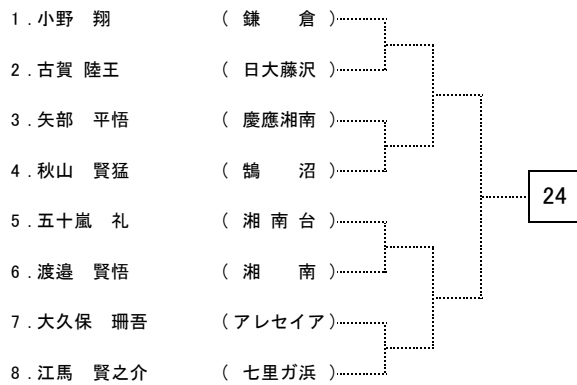 1．小野　翔　（ 鎌　倉 ）
2．古賀 陸王　（ 日大藤沢 ）
3．矢部　平悟　（ 慶應湘南 ）
4．秋山　賢猛　（ 鵠　沼 ）
24
5．五十嵐　礼　（ 湘 南 台 ）
6．渡邉　賢悟　（ 湘　南 ）
7．大久保　珊吾　（ アレセイア ）
8．江馬　賢之介　（ 七里ガ浜 ）